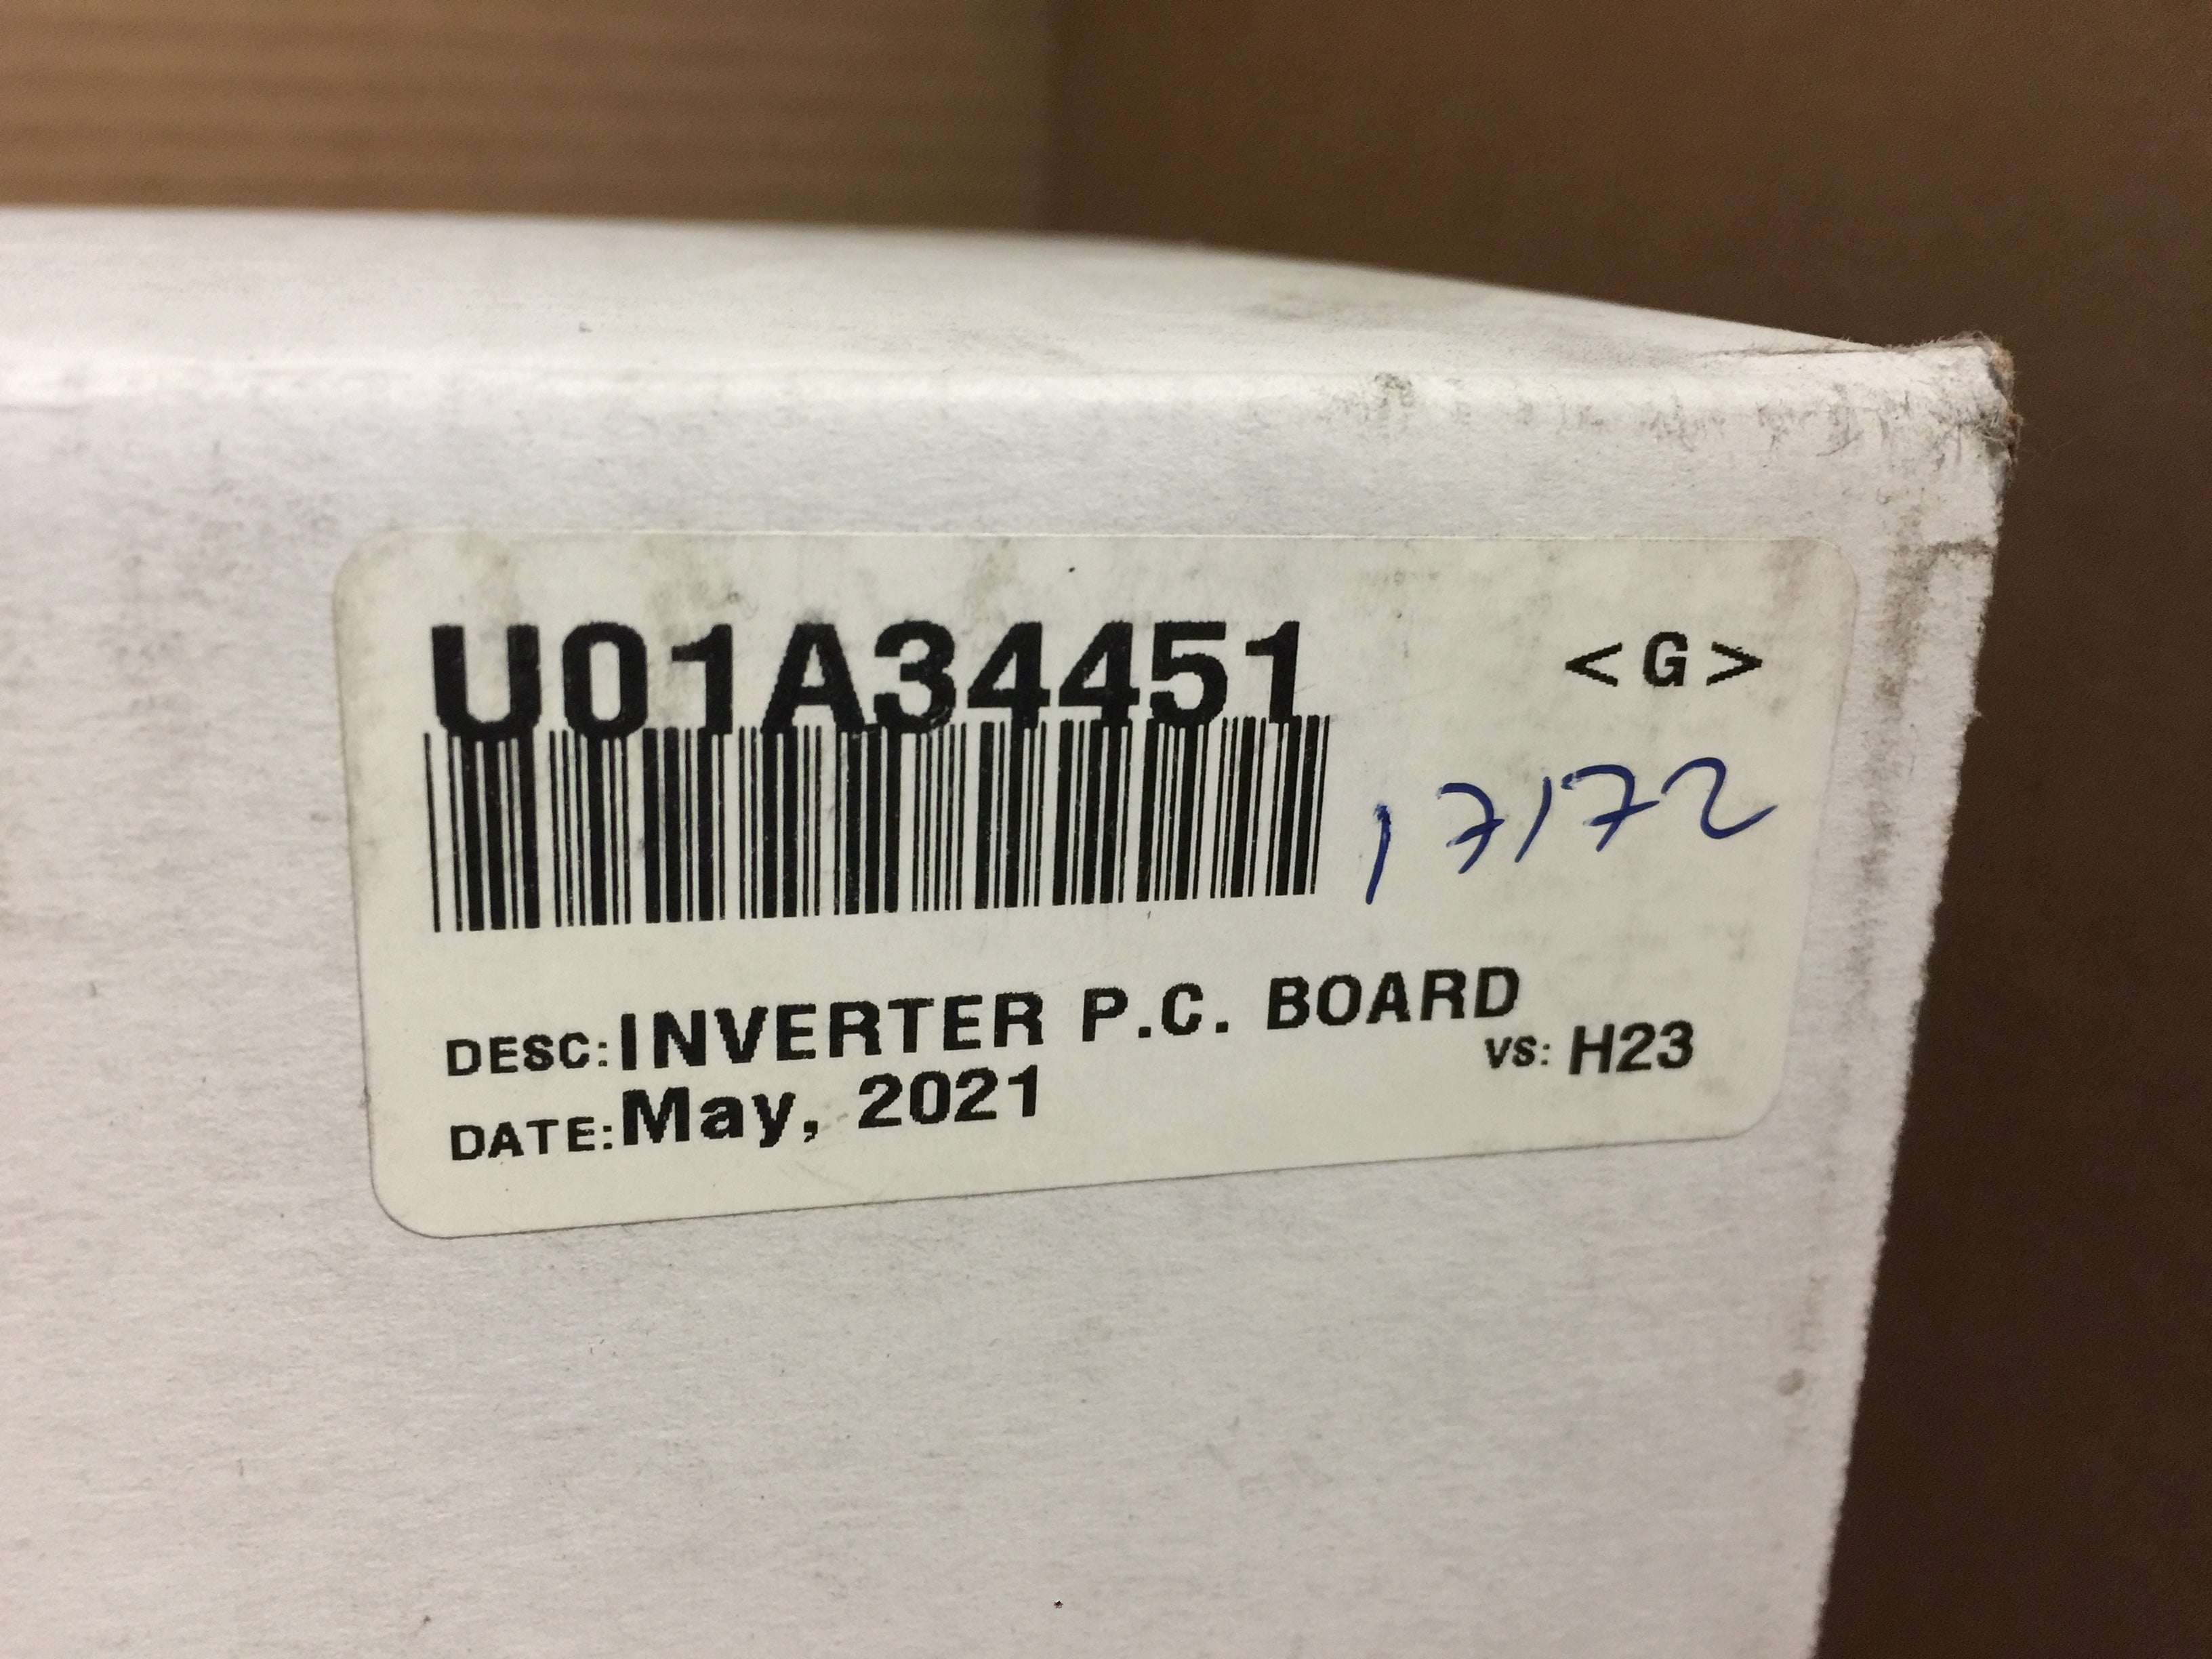 U01A34451 <G>
17172
DESC:INVERTER P.C. BOARD
VS: H23
DATE:May, 2021